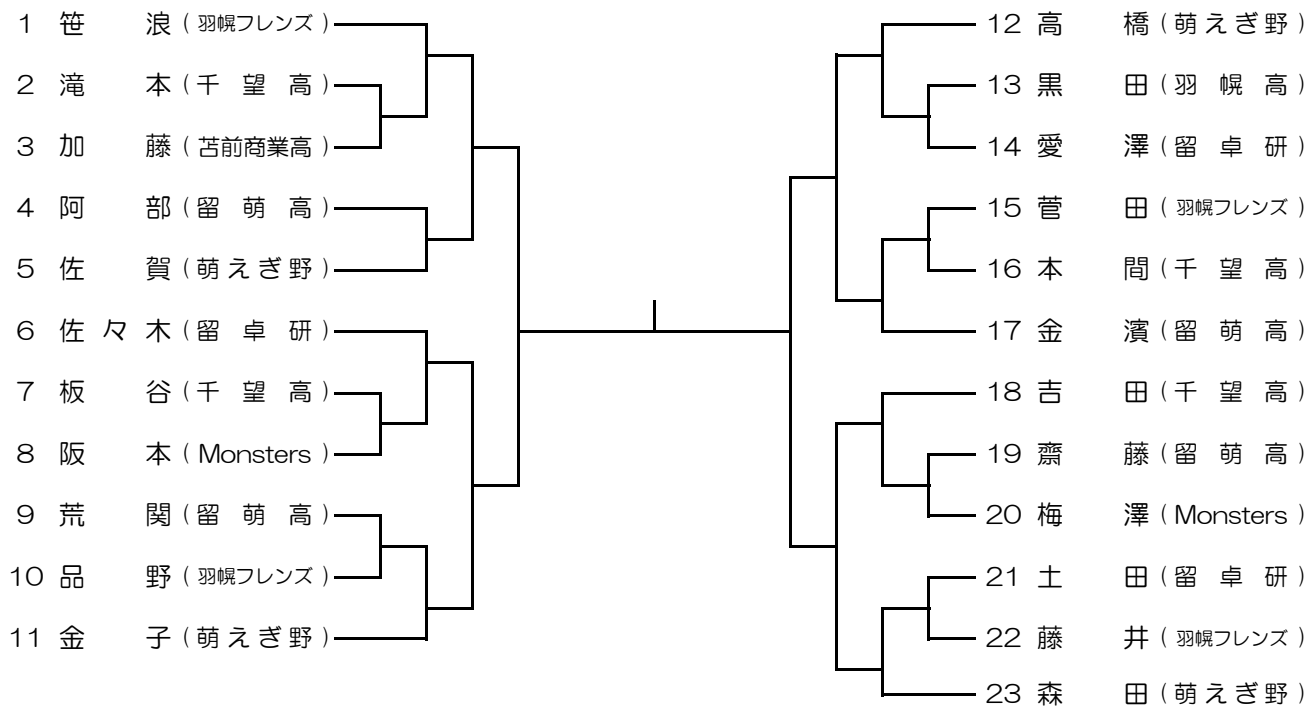 1 笹浪(羽幌フレンズ)
2 滝本(千望高)
3 加藤(苫前商業高)
4 阿部(留萌高)
5 佐賀(萌えぎ野)
6 佐々木(留卓研)
7 板谷(千望高)
8 阪本(Monsters)
9 荒関(留萌高)
10 品野(羽幌フレンズ)
11 金子(萌えぎ野)
12 高橋(萌えぎ野)
13 黒田(羽幌高)
14 愛澤(留卓研)
15 菅田(羽幌フレンズ)
16 本間(千望高)
17 金濱(留萌高)
18 吉田(千望高)
19 齋藤(留萌高)
20 梅澤(Monsters)
21 土田(留卓研)
22 藤井(羽幌フレンズ)
23 森田(萌えぎ野)